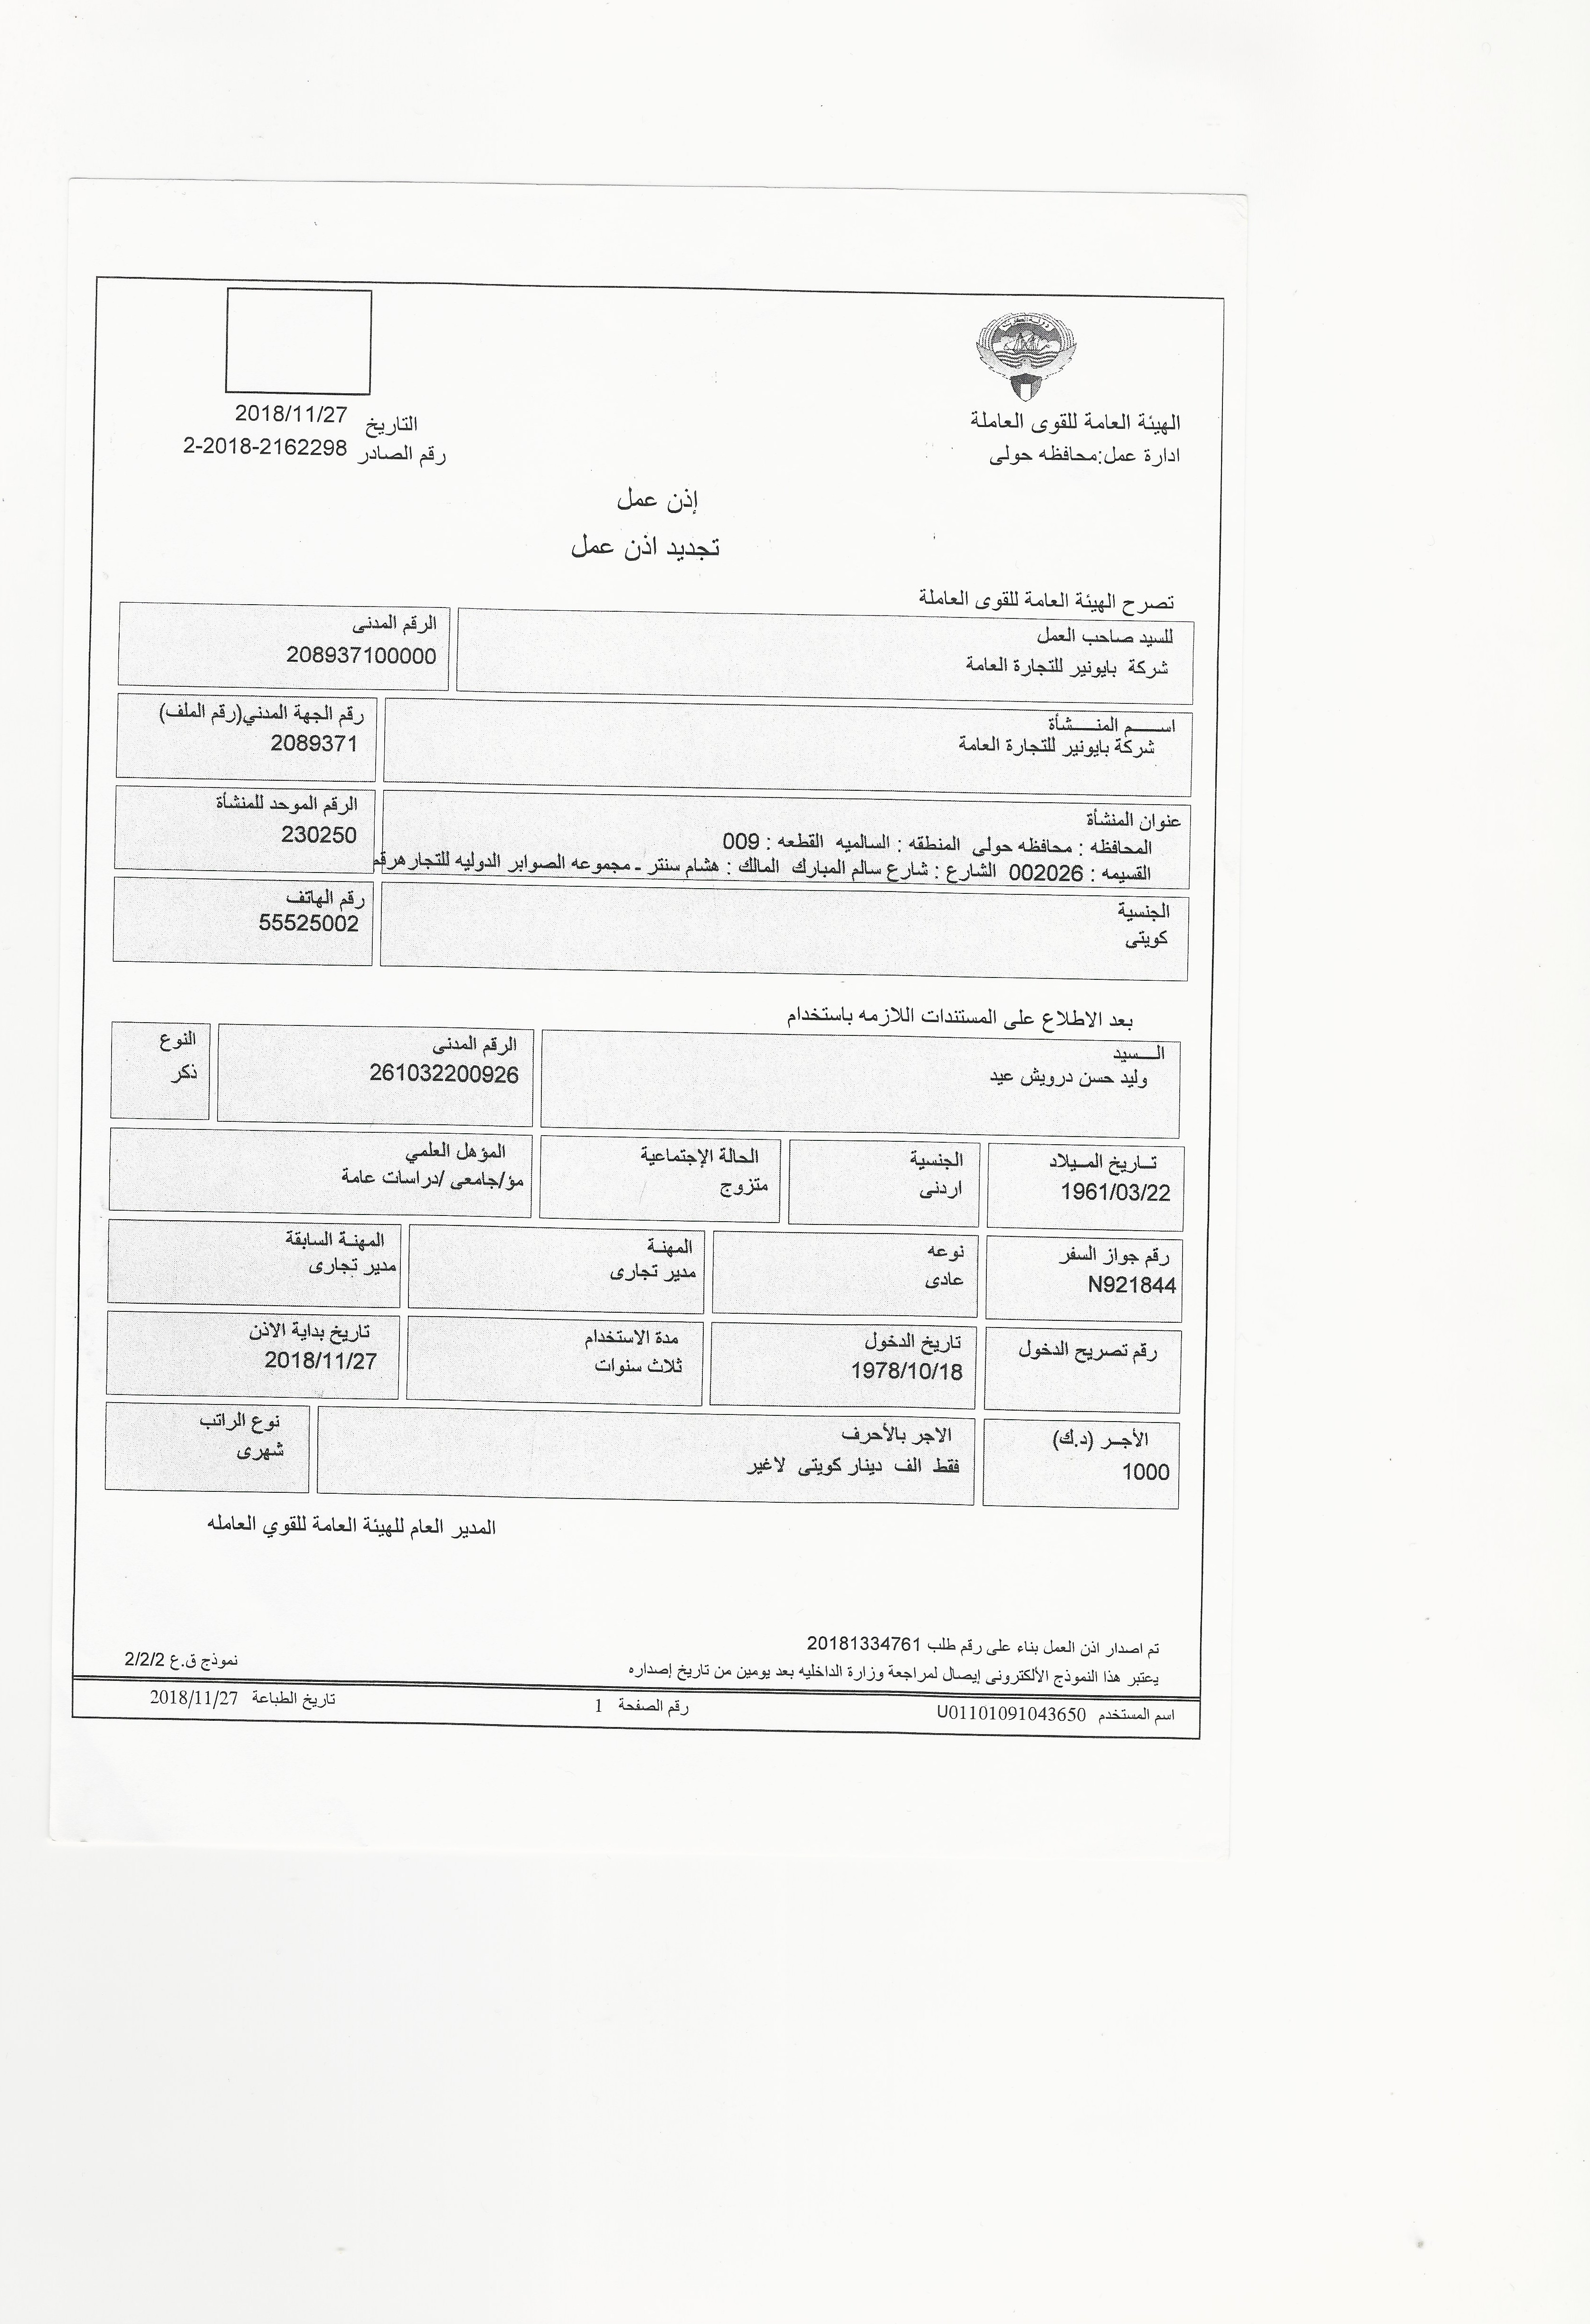 دولة الكويت
الهيئة العامة للقوى العاملة
ادارة عمل:محافظه حولى
التاريخ 2018/11/27
رقم الصادر 2-2018-2162298
إذن عمل
تجديد اذن عمل
تصرح الهيئة العامة للقوى العاملة
للسيد صاحب العمل
شركة بايونير للتجارة العامة
الرقم المدنى
208937100000
اســـم المنـــشأة
شركة بايونير للتجارة العامة
رقم الجهة المدني(رقم الملف)
2089371
عنوان المنشأة
المحافظه : محافظه حولى المنطقه : السالميه القطعه : 009
القسيمه : 002026 الشارع : شارع سالم المبارك المالك : هشام سنتر ـ مجموعه الصوابر الدوليه للتجارهرقم
الرقم الموحد للمنشأة
230250
الجنسية
كويتى
رقم الهاتف
55525002
بعد الاطلاع على المستندات اللازمه باستخدام
الـــسيد
وليد حسن درويش عيد
الرقم المدنى
261032200926
النوع
ذكر
تــاريخ المــيلاد
1961/03/22
الجنسية
اردنى
الحالة الإجتماعية
متزوج
المؤهل العلمي
مؤ/جامعى /دراسات عامة
رقم جواز السفر
N921844
نوعه
عادى
المهنـة
مدير تجارى
المهنـة السابقة
مدير تجارى
رقم تصريح الدخول
تاريخ الدخول
1978/10/18
مدة الاستخدام
ثلاث سنوات
تاريخ بداية الاذن
2018/11/27
الأجــر (د.ك)
1000
الاجر بالأحرف
فقط الف دينار كويتى لاغير
نوع الراتب
شهرى
المدير العام للهيئة العامة للقوي العامله
تم اصدار اذن العمل بناء على رقم طلب 20181334761
يعتبر هذا النموذج الألكترونى إيصال لمراجعة وزارة الداخليه بعد يومين من تاريخ إصداره
نموذج ق.ع 2/2/2
اسم المستخدم U01101091043650
رقم الصفحة 1
تاريخ الطباعة 2018/11/27